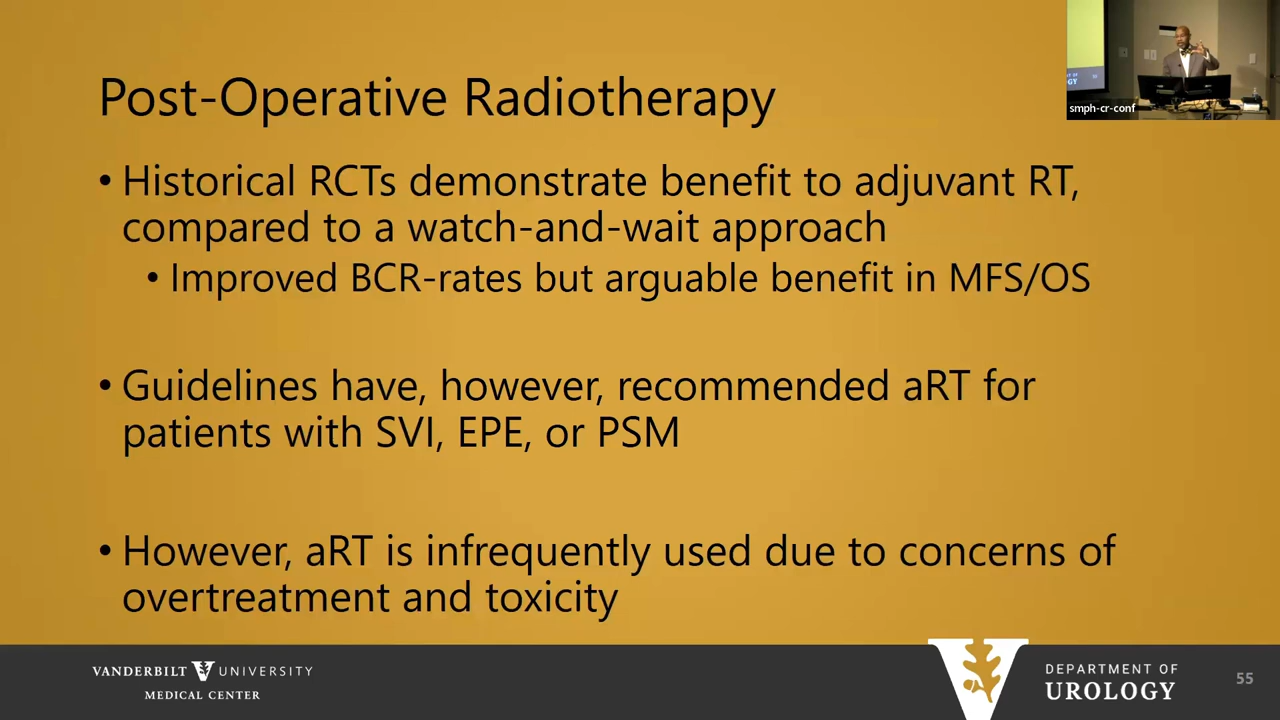 Post-Operative Radiotherapy
smph-cr-conf
• Historical RCTs demonstrate benefit to adjuvant RT,
compared to a watch-and-wait approach
• Improved BCR-rates but arguable benefit in MFS/OS
• Guidelines have, however, recommended aRT for
patients with SVI, EPE, or PSM
• However, aRT is infrequently used due to concerns of
overtreatment and toxicity
VANDERBILT UNIVERSITY
MEDICAL CENTER
DEPARTMENT OF
UROLOGY
55